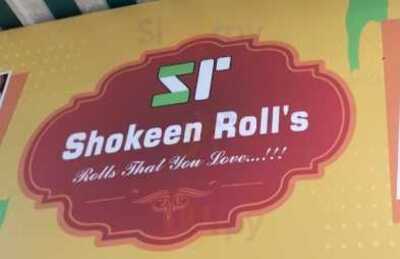 Sr
Shokeen Roll's
Rolls That You Love...!!!